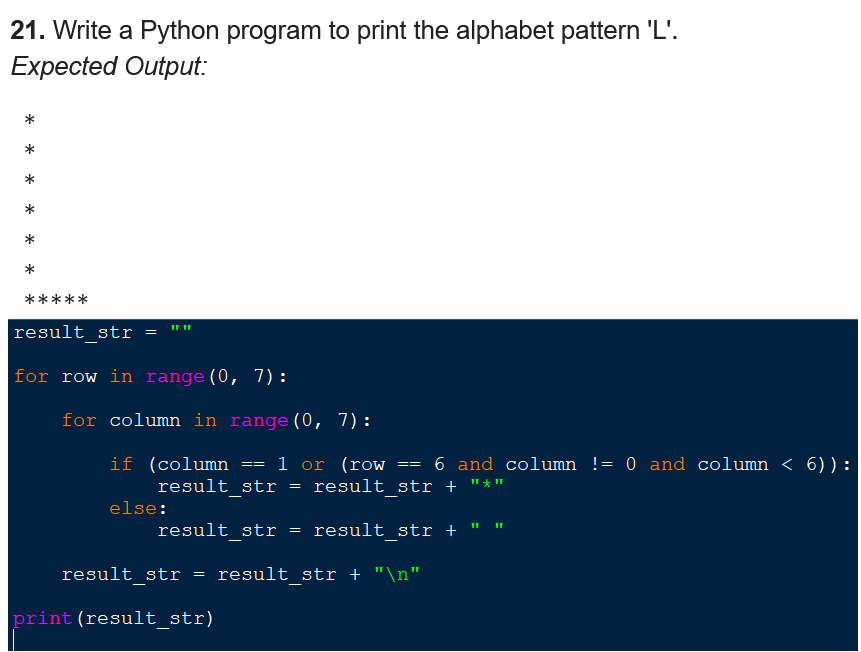 21. Write a Python program to print the alphabet pattern 'L'.
Expected Output:
*
*
*
*
*
*
*****
result_str = ""
for row in range(0, 7):
    for column in range(0, 7):
        if (column == 1 or (row == 6 and column != 0 and column < 6)):
            result_str = result_str + "*"
        else:
            result_str = result_str + " "
    result_str = result_str + "\n"
print(result_str)